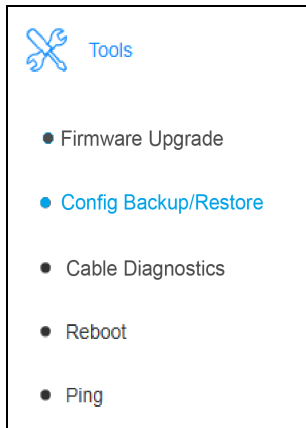 Tools
Firmware Upgrade
Config Backup/Restore
Cable Diagnostics
Reboot
Ping